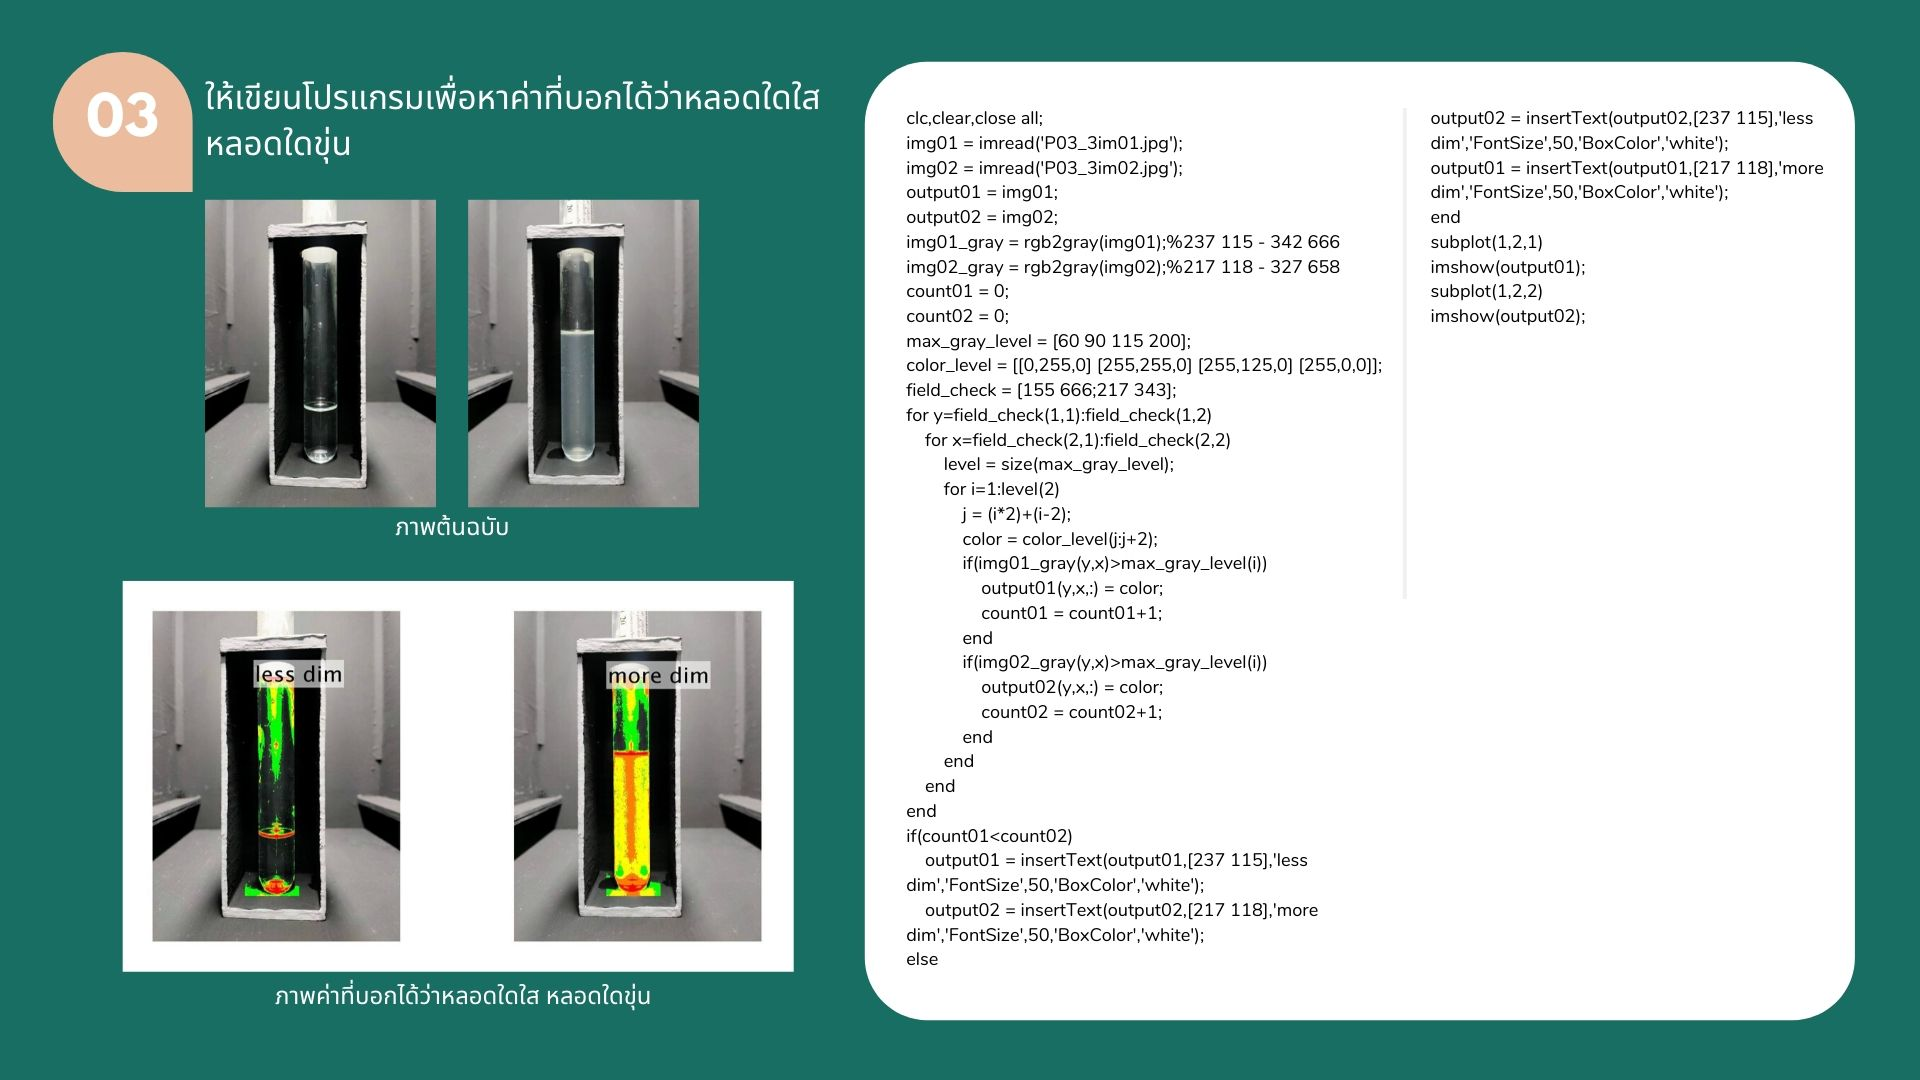 03
ให้เขียนโปรแกรมเพื่อหาค่าที่บอกได้ว่าหลอดใดใส
หลอดใดขุ่น
ภาพต้นฉบับ
less dim
more dim
ภาพค่าที่บอกได้ว่าหลอดใดใส หลอดใดขุ่น
clc,clear,close all;
img01 = imread('P03_3im01.jpg');
img02 = imread('P03_3im02.jpg');
output01 = img01;
output02 = img02;
img01_gray = rgb2gray(img01);%237 115 - 342 666
img02_gray = rgb2gray(img02);%217 118 - 327 658
count01 = 0;
count02 = 0;
max_gray_level = [60 90 115 200];
color_level = [[0,255,0] [255,255,0] [255,125,0] [255,0,0]];
field_check = [155 666;217 343];
for y=field_check(1,1):field_check(1,2)
for x=field_check(2,1):field_check(2,2)
level = size(max_gray_level);
for i=1:level(2)
j = (i*2)+(i-2);
color = color_level(j:j+2);
if(img01_gray(y,x)>max_gray_level(i))
output01(y,x,:) = color;
count01 = count01+1;
end
if(img02_gray(y,x)>max_gray_level(i))
output02(y,x,:) = color;
count02 = count02+1;
end
end
end
end
if(count01<count02)
output01 = insertText(output01,[237 115],'less
dim','FontSize',50,'BoxColor','white');
output02 = insertText(output02,[217 118],'more
dim','FontSize',50,'BoxColor','white');
else
output02 = insertText(output02,[237 115],'less
dim','FontSize',50,'BoxColor','white');
output01 = insertText(output01,[217 118],'more
dim','FontSize',50,'BoxColor','white');
end
subplot(1,2,1)
imshow(output01);
subplot(1,2,2)
imshow(output02);